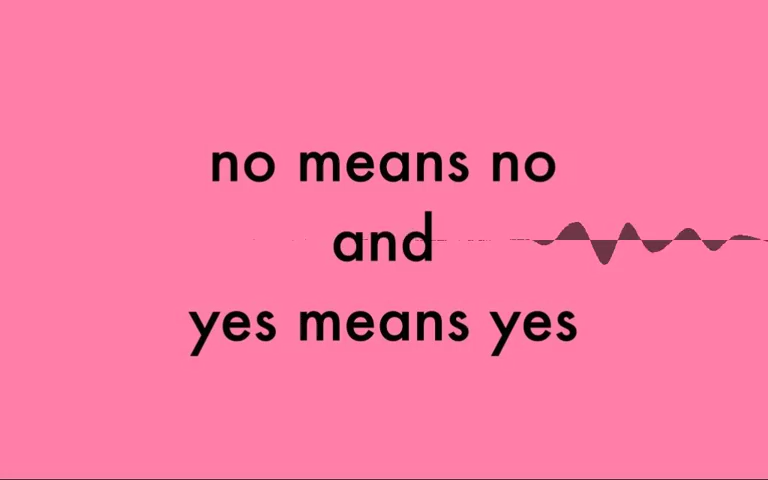 no means no
and
yes means yes